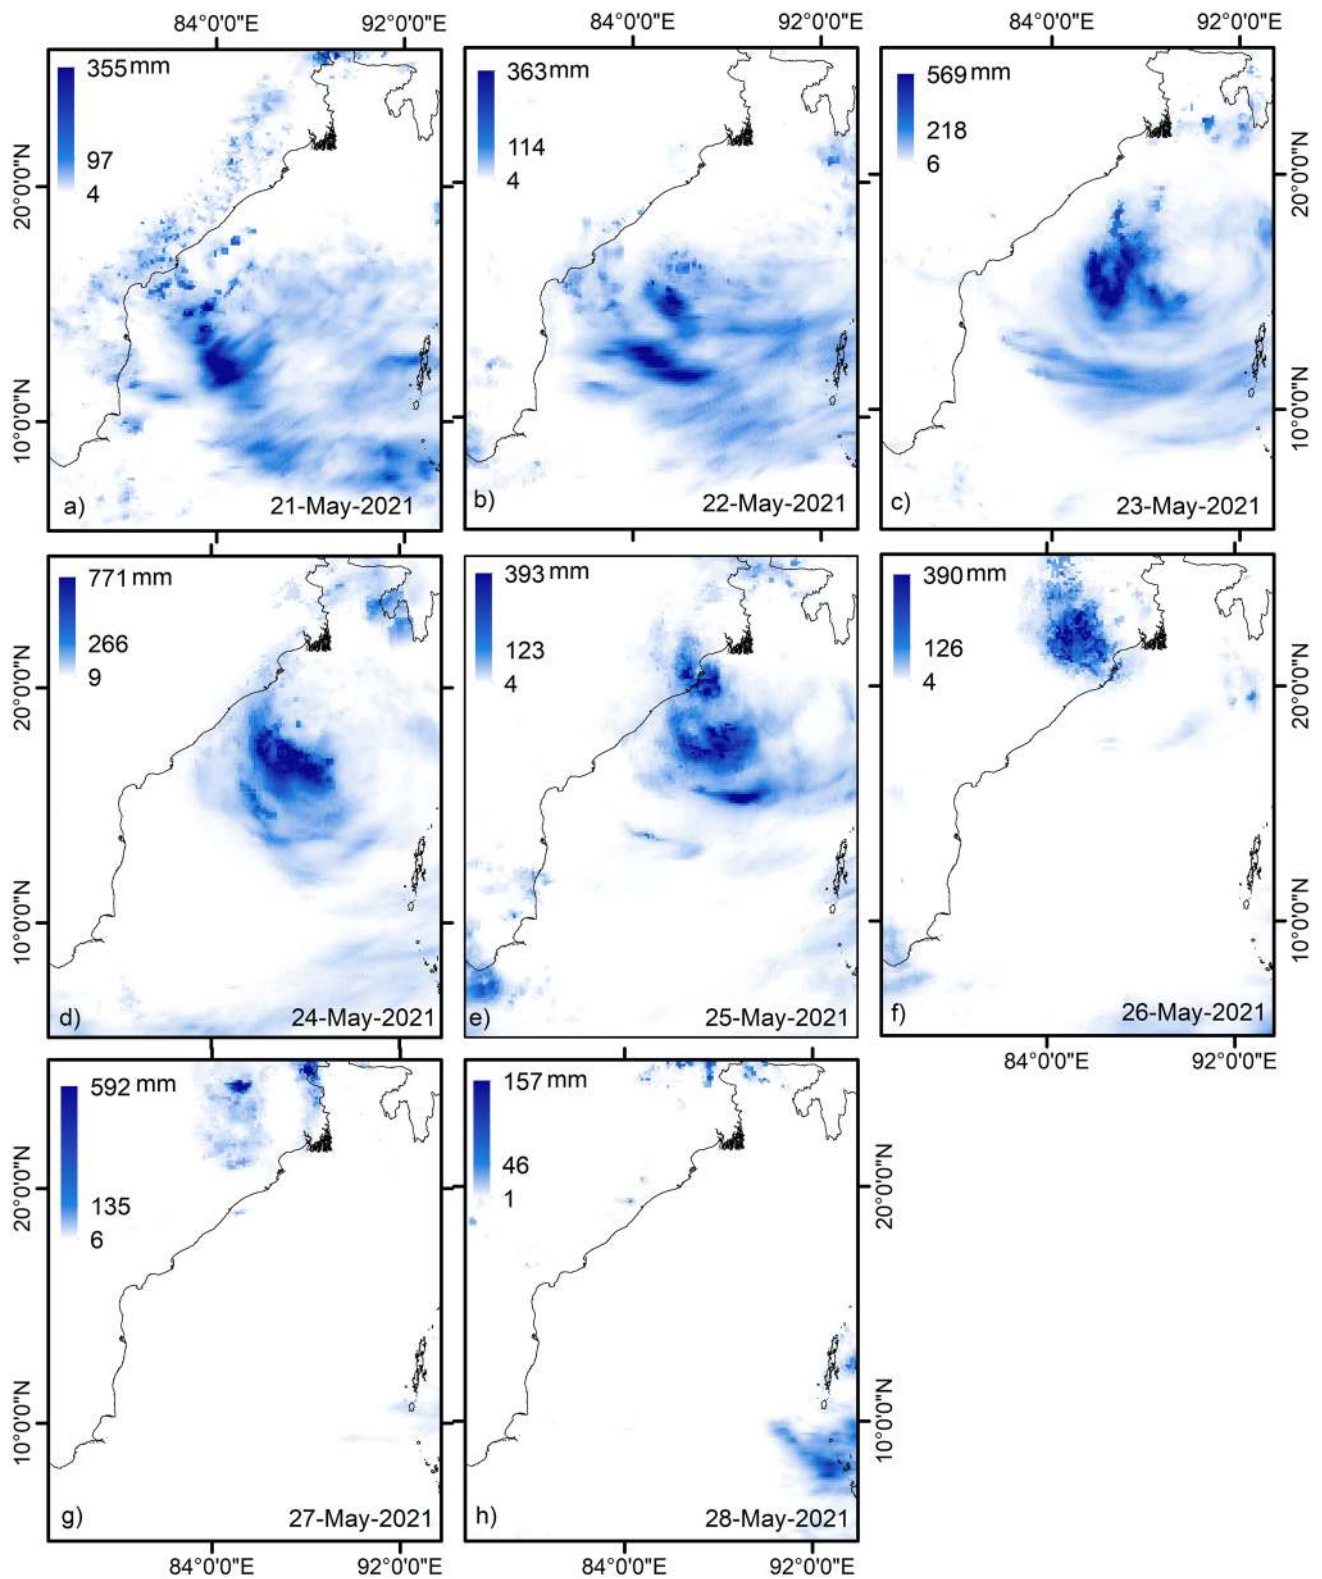 84°0'0"E 92°0'0"E 84°0'0"E 92°0'0"E 84°0'0"E 92°0'0"E
20°0'0"N
10°0'0"N
355 mm
97
4
a) 21-May-2021
363 mm
114
4
b) 22-May-2021
569 mm
218
6
c) 23-May-2021
20°0'0"N
10°0'0"N
20°0'0"N
10°0'0"N
771 mm
266
9
d) 24-May-2021
393 mm
123
4
e) 25-May-2021
390 mm
126
4
f) 26-May-2021
20°0'0"N
10°0'0"N
84°0'0"E 92°0'0"E
20°0'0"N
10°0'0"N
592 mm
135
6
g) 27-May-2021
157 mm
46
1
h) 28-May-2021
20°0'0"N
10°0'0"N
84°0'0"E 92°0'0"E 84°0'0"E 92°0'0"E